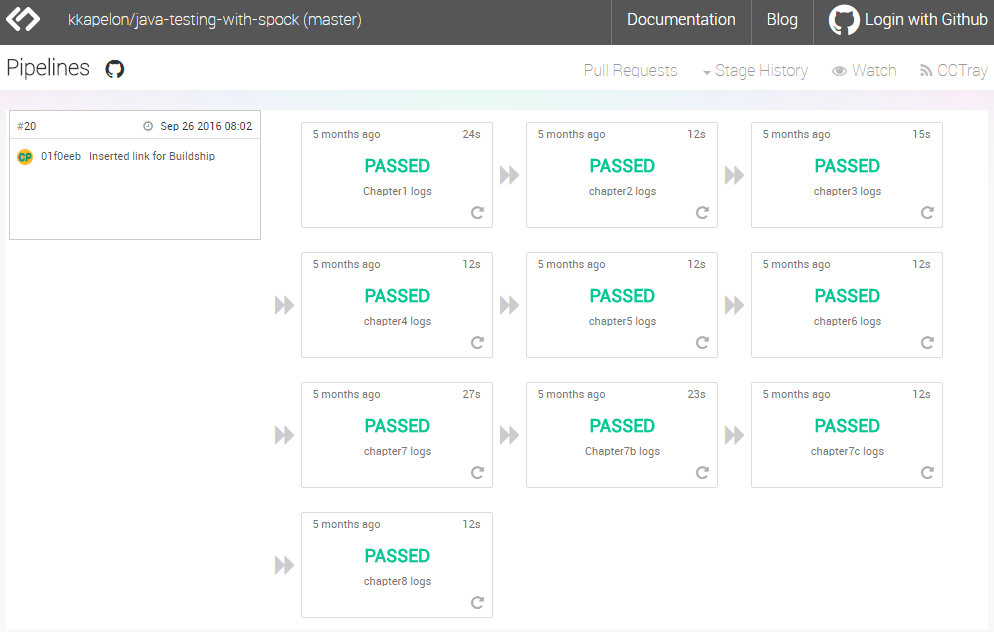 kkapelon/java-testing-with-spock (master) Documentation Blog Login with Github
Pipelines Pull Requests Stage History Watch CCTray
#20 Sep 26 2016 08:02
CP 01f0eeb Inserted link for Buildship
5 months ago 24s
PASSED
Chapter1 logs
5 months ago 12s
PASSED
chapter2 logs
5 months ago 15s
PASSED
chapter3 logs
5 months ago 12s
PASSED
chapter4 logs
5 months ago 12s
PASSED
chapter5 logs
5 months ago 12s
PASSED
chapter6 logs
5 months ago 27s
PASSED
chapter7 logs
5 months ago 23s
PASSED
Chapter7b logs
5 months ago 12s
PASSED
chapter7c logs
5 months ago 12s
PASSED
chapter8 logs